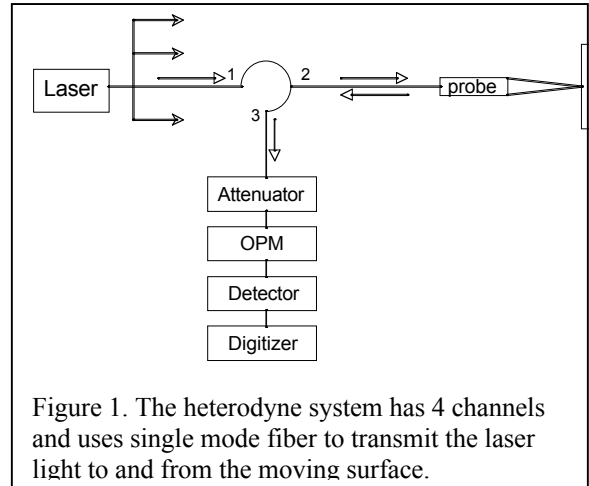 Laser
1
2
3
probe
Attenuator
OPM
Detector
Digitizer
Figure 1. The heterodyne system has 4 channels
and uses single mode fiber to transmit the laser
light to and from the moving surface.